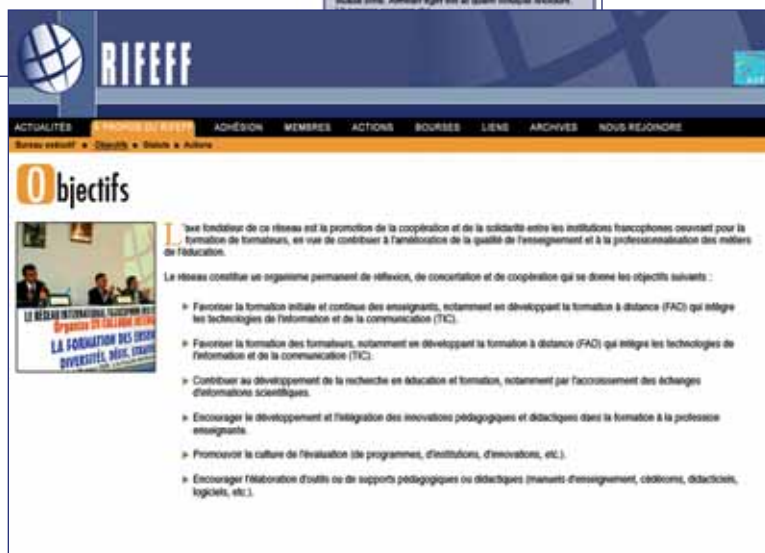 RIFEFF
ACTUALITÉS À PROPOS DU RIFEFF ADHÉSION MEMBRES ACTIONS BOURSES LIENS ARCHIVES NOUS REJOINDRE
Bureau exécutif Objectifs Statuts Actions
Objectifs
L'axe fondateur de ce réseau est la promotion de la coopération et de la solidarité entre les institutions francophones oeuvrant pour la
formation de formateurs, en vue de contribuer à l'amélioration de la qualité de l'enseignement et à la professionnalisation des métiers
de l'éducation.
Le réseau constitue un organisme permanent de réflexion, de concertation et de coopération qui se donne les objectifs suivants :
Favoriser la formation initiale et continue des enseignants, notamment en développant la formation à distance (FAD) qui intègre
les technologies de l'information et de la communication (TIC).
Favoriser la formation des formateurs, notamment en développant la formation à distance (FAD) qui intègre les technologies de
l'information et de la communication (TIC).
Contribuer au développement de la recherche en éducation et formation, notamment par l'accroissement des échanges
d'informations scientifiques.
Encourager le développement et l'intégration des innovations pédagogiques et didactiques dans la formation à la profession
enseignante.
Promouvoir la culture de l'évaluation (de programmes, d'institutions, d'innovations, etc.).
Encourager l'élaboration d'outils ou de supports pédagogiques ou didactiques (manuels d'enseignement, cédéroms, didacticiels,
logiciels, etc.).
LE RÉSEAU INTERNATIONAL FRANCOPHONE
Organise UN COLLOQUE
LA FORMATION DES
DIVERSITÉS, DÉFIS,